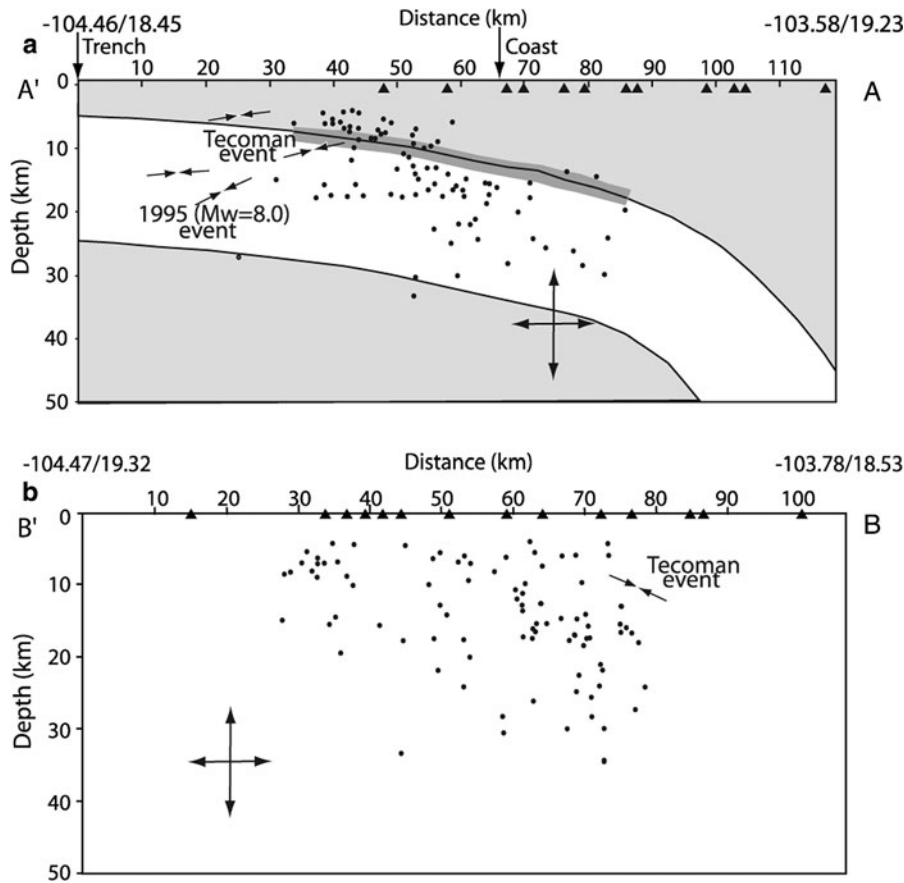 -104.46/18.45 Distance (km) -103.58/19.23
a Trench Coast
0 10 20 30 40 50 60 70 80 90 100 110
A' A
0
10
20
30
40
50
Depth (km)
Tecoman
event
1995 (Mw=8.0)
event
-104.47/19.32 Distance (km) -103.78/18.53
b
10 20 30 40 50 60 70 80 90 100
B' B
0
10
20
30
40
50
Depth (km)
Tecoman
event